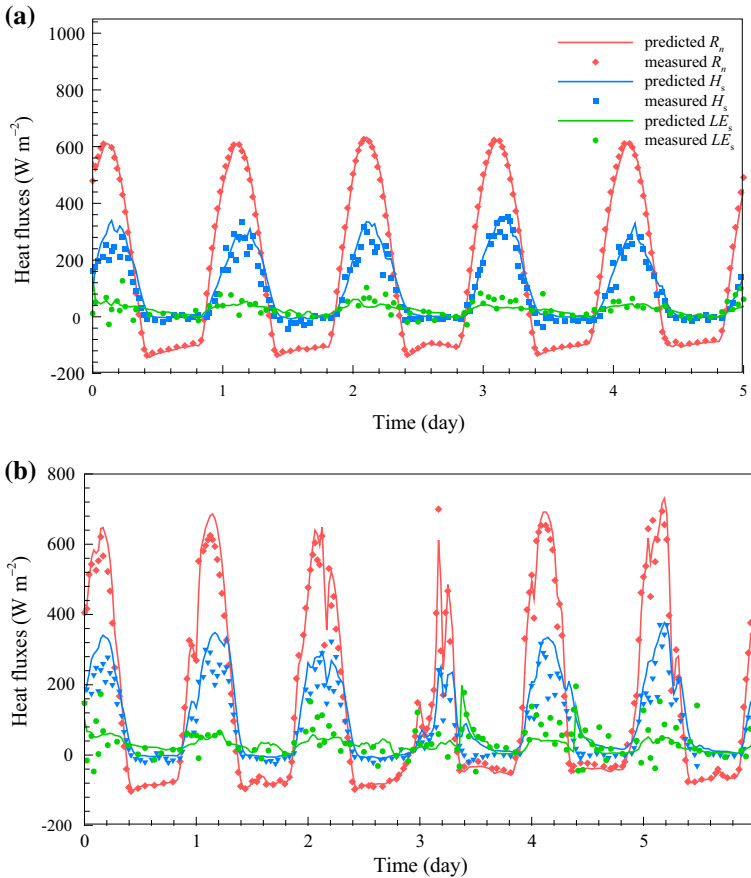 (a)
1000
800
600
400
200
0
-200
Heat fluxes (W m⁻²)
predicted Rₙ
measured Rₙ
predicted Hₛ
measured Hₛ
predicted LEₛ
measured LEₛ
0 1 2 3 4 5
Time (day)
(b)
800
600
400
200
0
-200
Heat fluxes (W m⁻²)
0 1 2 3 4 5
Time (day)